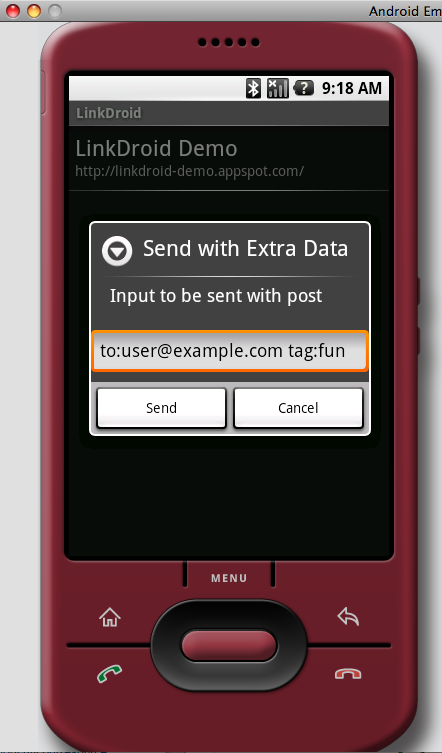 Android Em
9:18 AM
LinkDroid
LinkDroid Demo
http://linkdroid-demo.appspot.com/
Send with Extra Data
Input to be sent with post
to:user@example.com tag:fun
Send Cancel
MENU